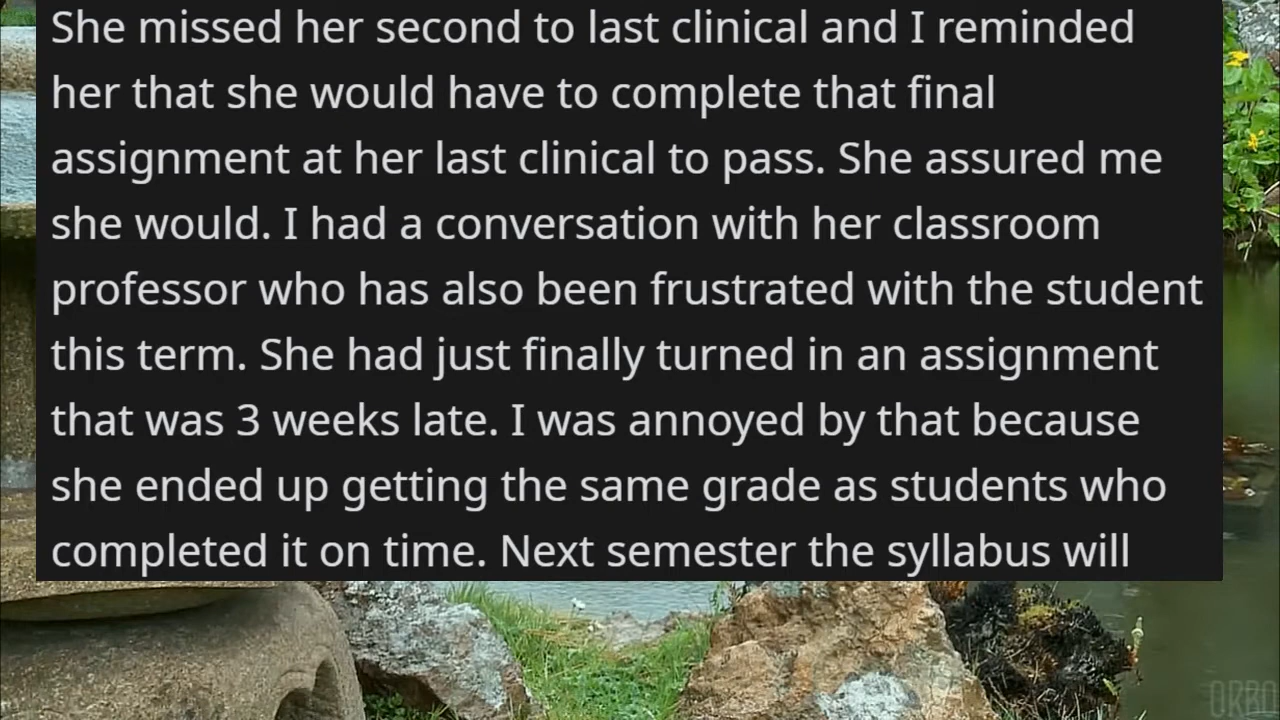 She missed her second to last clinical and I reminded
her that she would have to complete that final
assignment at her last clinical to pass. She assured me
she would. I had a conversation with her classroom
professor who has also been frustrated with the student
this term. She had just finally turned in an assignment
that was 3 weeks late. I was annoyed by that because
she ended up getting the same grade as students who
completed it on time. Next semester the syllabus will